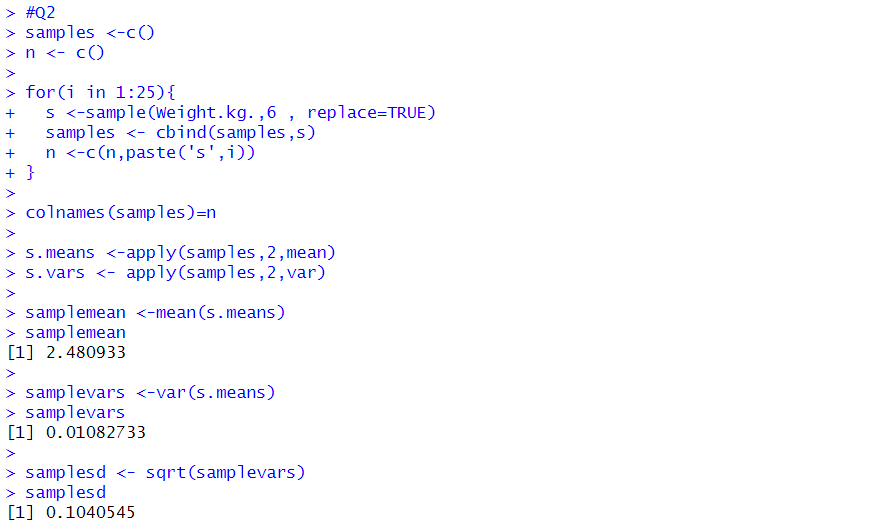 > #Q2
> samples <-c()
> n <- c()
>
> for(i in 1:25){
+   s <-sample(Weight.kg.,6 , replace=TRUE)
+   samples <- cbind(samples,s)
+   n <-c(n,paste('s',i))
+ }
>
> colnames(samples)=n
>
> s.means <-apply(samples,2,mean)
> s.vars <- apply(samples,2,var)
>
> samplemean <-mean(s.means)
> samplemean
[1] 2.480933
>
> samplevars <-var(s.means)
> samplevars
[1] 0.01082733
>
> samplesd <- sqrt(samplevars)
> samplesd
[1] 0.1040545